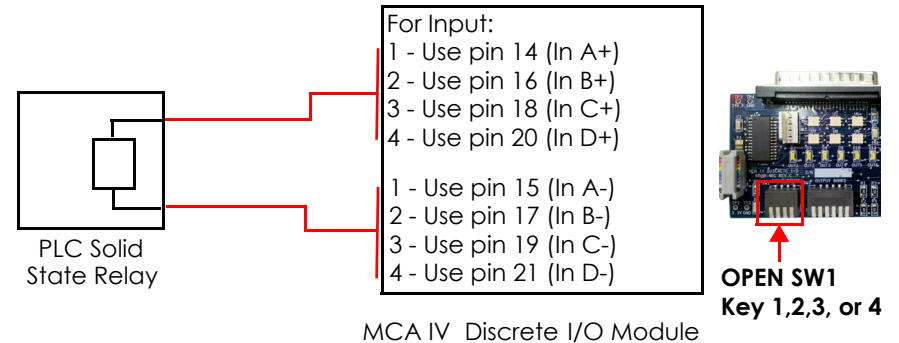 For Input:
1 - Use pin 14 (In A+)
2 - Use pin 16 (In B+)
3 - Use pin 18 (In C+)
4 - Use pin 20 (In D+)
1 - Use pin 15 (In A-)
2 - Use pin 17 (In B-)
3 - Use pin 19 (In C-)
4 - Use pin 21 (In D-)
PLC Solid
State Relay
MCA IV Discrete I/O Module
OUTPUT BANKS
OPEN SW1
Key 1,2,3, or 4